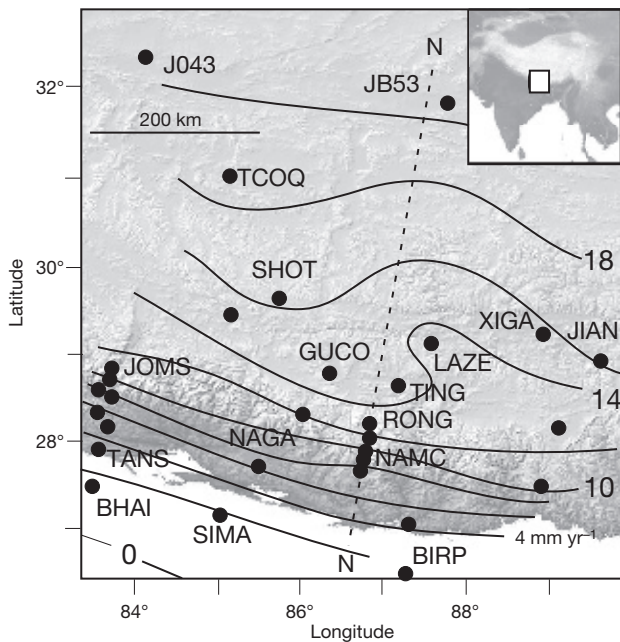 N
J043
JB53
32°
200 km
TCOQ
18
30°
SHOT
XIGA
JIAN
GUCO
LAZE
JOMS
TING
14
RONG
28°
NAGA
NAMC
TANS
10
BHAI
SIMA
4 mm yr⁻¹
0
N
BIRP
84°
86°
88°
Latitude
Longitude